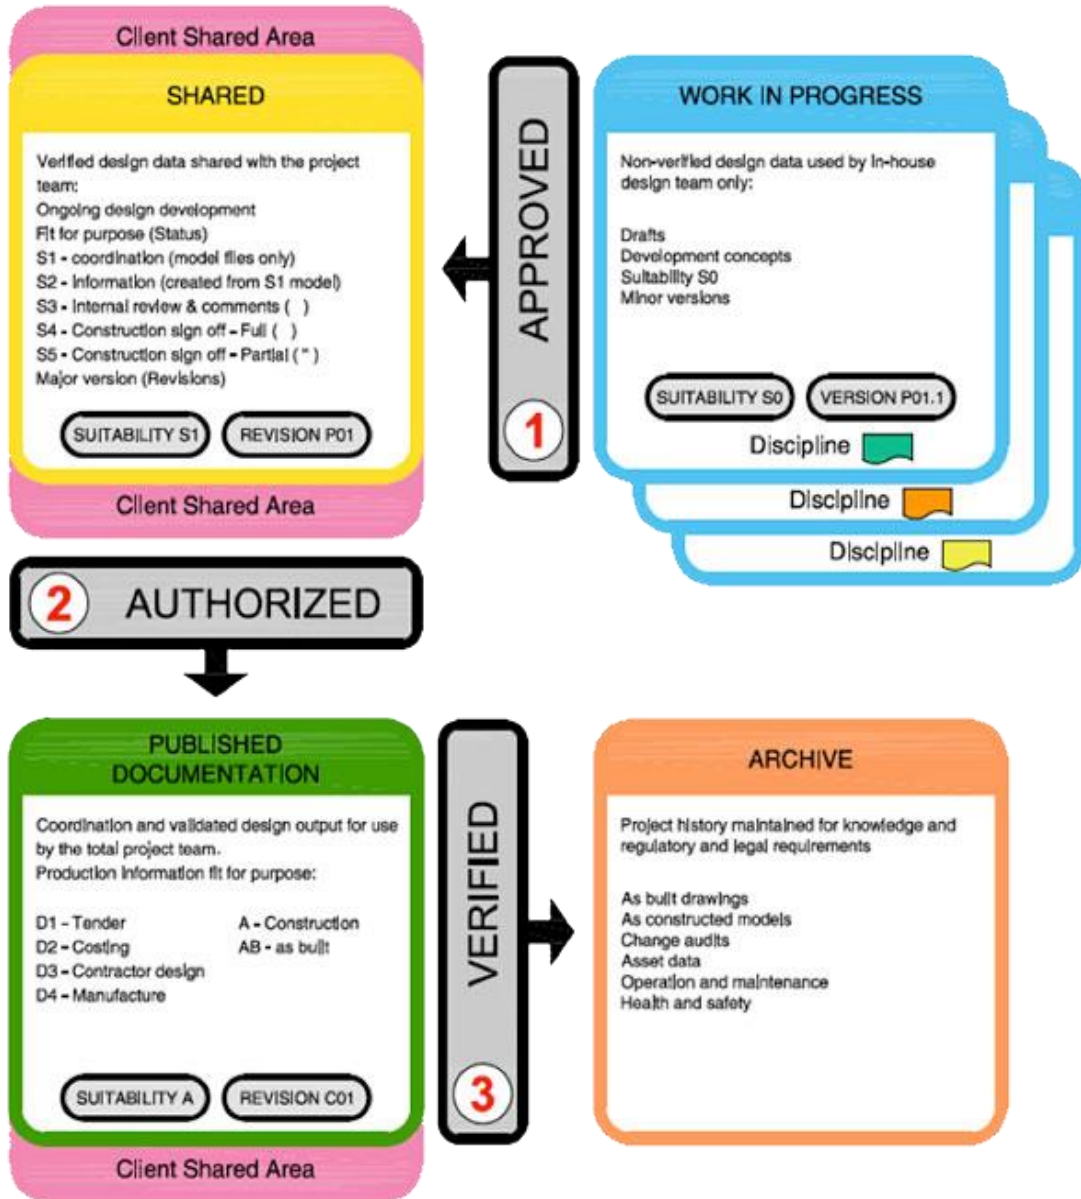 Client Shared Area
SHARED
Verified design data shared with the project
team:
Ongoing design development
Fit for purpose (Status)
S1 - coordination (model files only)
S2 - Information (created from S1 model)
S3 - Internal review & comments (  )
S4 - Construction sign off - Full (  )
S5 - Construction sign off - Partial ( " )
Major version (Revisions)
SUITABILITY S1
REVISION P01
Client Shared Area
APPROVED
1
WORK IN PROGRESS
Non-verified design data used by in-house
design team only:
Drafts
Development concepts
Suitability S0
Minor versions
SUITABILITY S0
VERSION P01.1
Discipline
Discipline
Discipline
2
AUTHORIZED
PUBLISHED
DOCUMENTATION
Coordination and validated design output for use
by the total project team.
Production information fit for purpose:
D1 - Tender
D2 - Costing
D3 - Contractor design
D4 - Manufacture
A - Construction
AB - as built
SUITABILITY A
REVISION C01
Client Shared Area
VERIFIED
3
ARCHIVE
Project history maintained for knowledge and
regulatory and legal requirements
As built drawings
As constructed models
Change audits
Asset data
Operation and maintenance
Health and safety